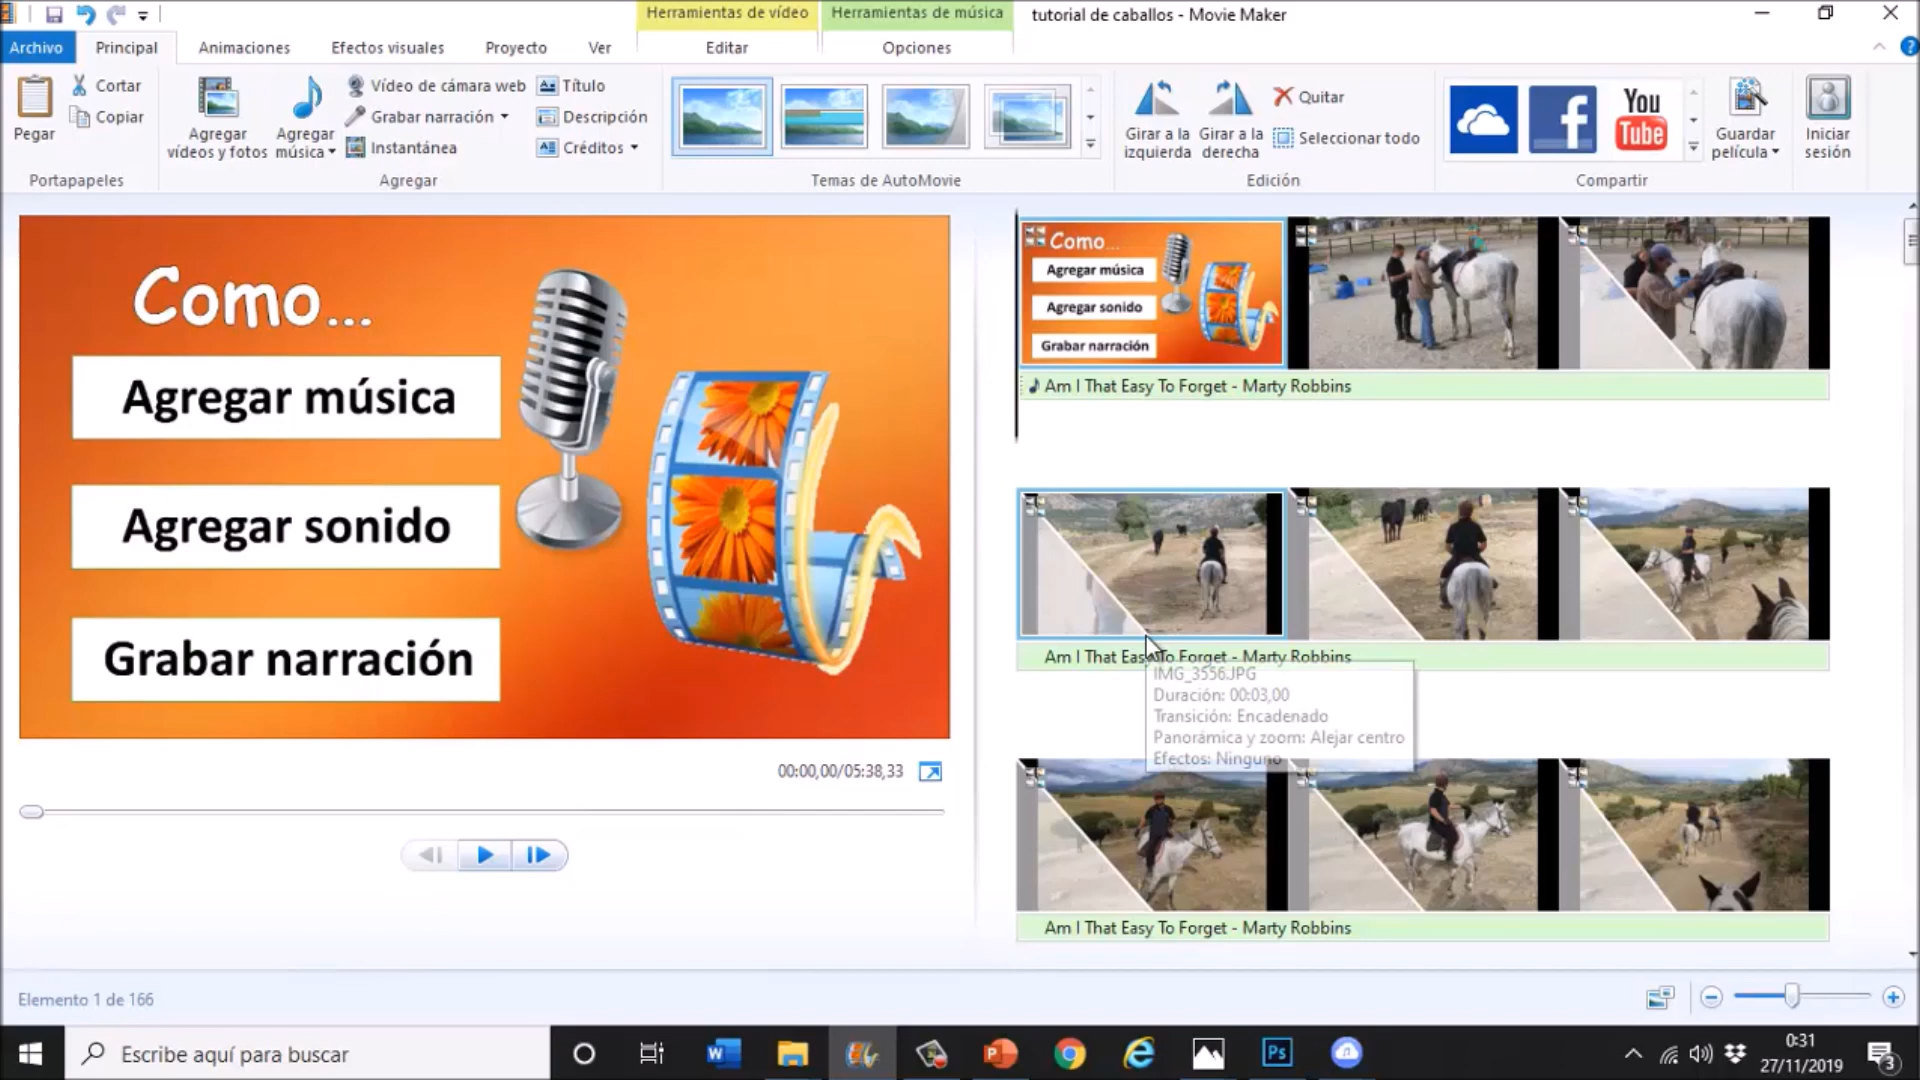 Herramientas de vídeo
Herramientas de música
tutorial de caballos - Movie Maker
Archivo
Principal
Animaciones
Efectos visuales
Proyecto
Ver
Editar
Opciones
Pegar
Cortar
Copiar
Portapapeles
Agregar
vídeos y fotos
Agregar
música
Vídeo de cámara web
Grabar narración
Instantánea
Título
Descripción
Créditos
Agregar
Temas de AutoMovie
Girar a la
izquierda
Girar a la
derecha
Quitar
Seleccionar todo
Edición
f
You
Tube
Compartir
Guardar
película
Iniciar
sesión
Como...
Agregar música
Agregar sonido
Grabar narración
00:00,00/05:38,33
Como...
Agregar música
Agregar sonido
Grabar narración
Am I That Easy To Forget - Marty Robbins
Am I That Easy To Forget - Marty Robbins
IMG_3556.JPG
Duración: 00:03,00
Transición: Encadenado
Panorámica y zoom: Alejar centro
Efectos: Ninguno
Am I That Easy To Forget - Marty Robbins
Elemento 1 de 166
Escribe aquí para buscar
W
P
Ps
0:31
27/11/2019
3